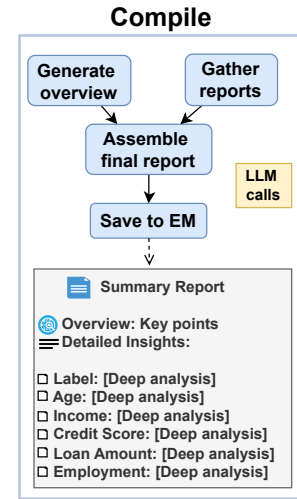 Compile
Generate
overview
Gather
reports
Assemble
final report
LLM
calls
Save to EM
Summary Report
Overview: Key points
Detailed Insights:
Label: [Deep analysis]
Age: [Deep analysis]
Income: [Deep analysis]
Credit Score: [Deep analysis]
Loan Amount: [Deep analysis]
Employment: [Deep analysis]